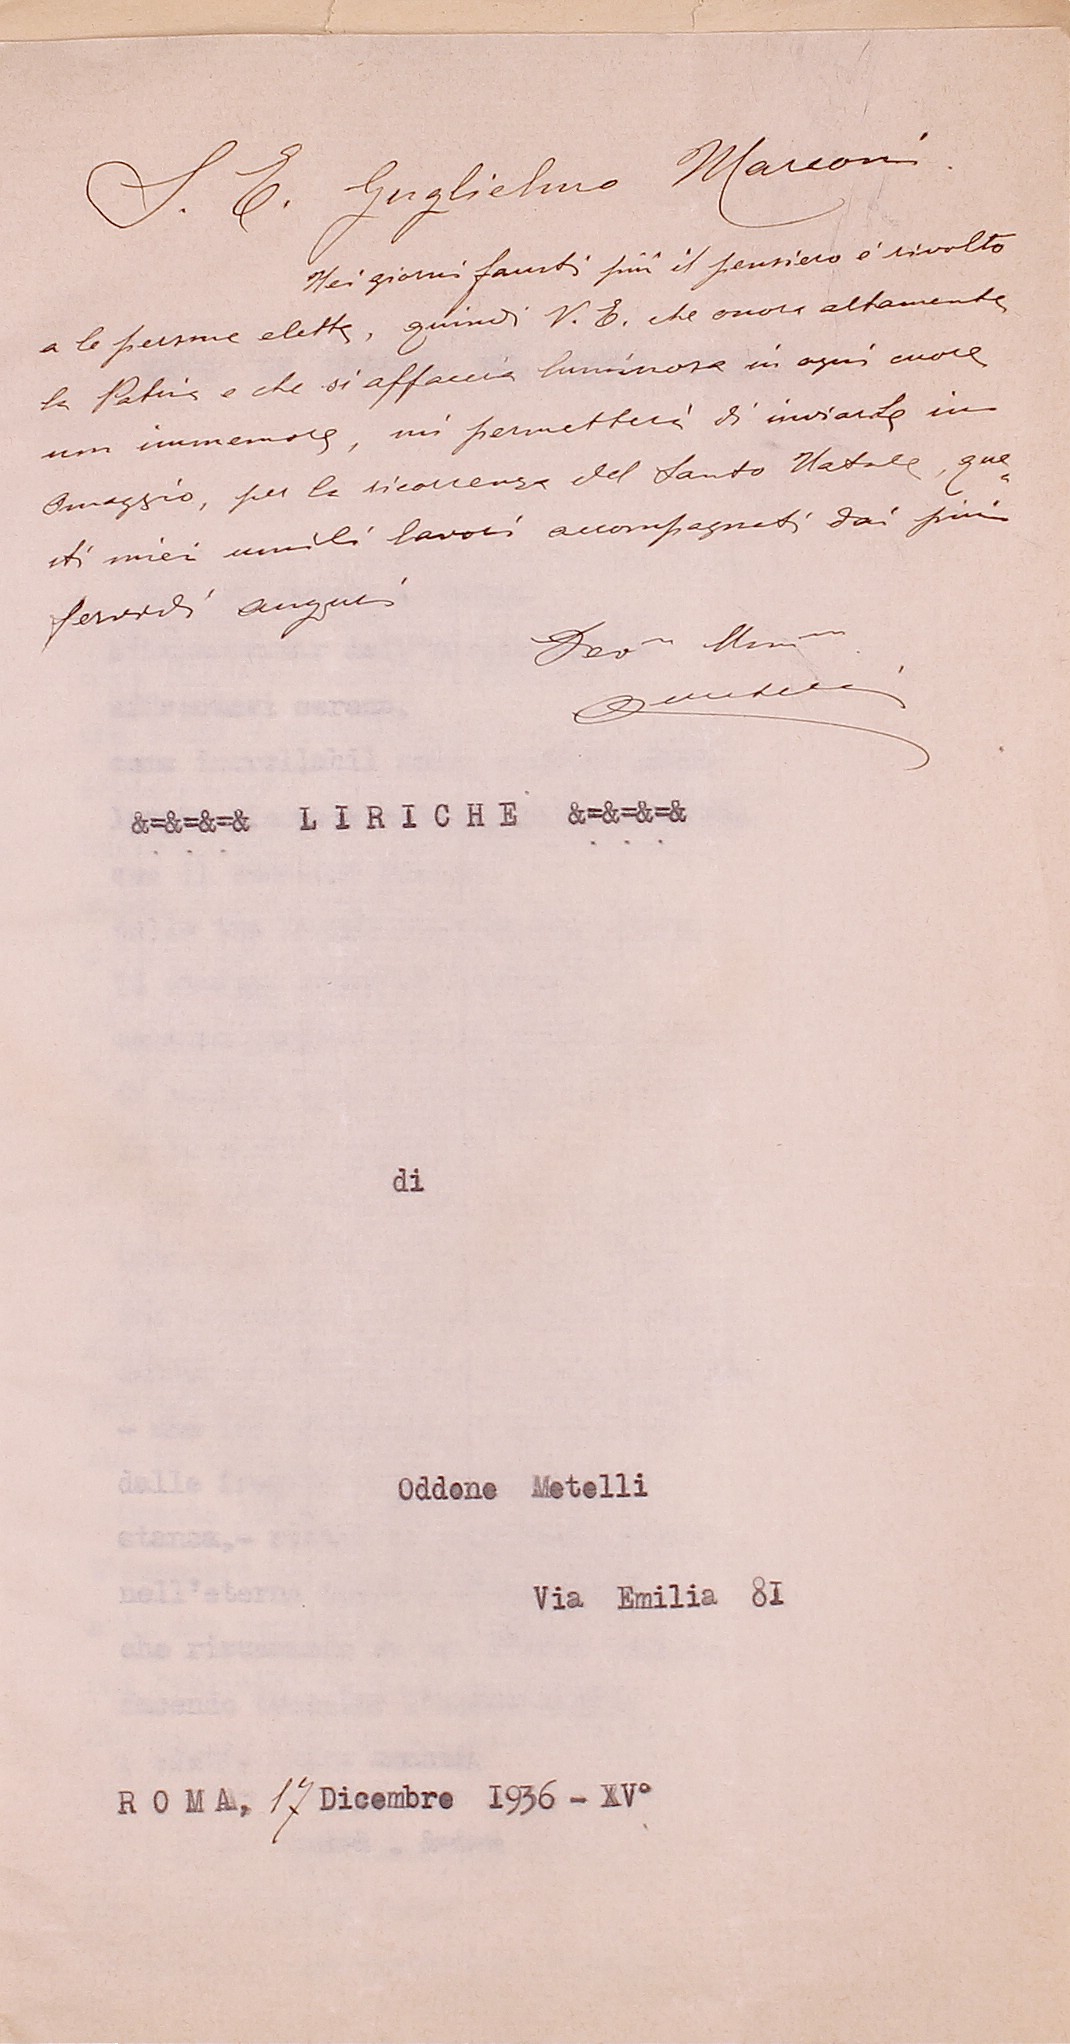 S. E. Guglielmo Marconi.
Nei giorni fausti più il pensiero è rivolto
a le persone elette, quindi V. E. che onora altamente
la Patria e che si affaccia luminosa in ogni cuore
non immemore, mi permetterà di inviarLe in
omaggio, per la ricorrenza del Santo Natale, que=
sti miei umili lavori accompagnati dai più
fervidi auguri
Dev.mo
&=&=&=& L I R I C H E &=&=&=&
di
Oddone Metelli
Via Emilia 8I
R O M A, 17 Dicembre I936 - XV°